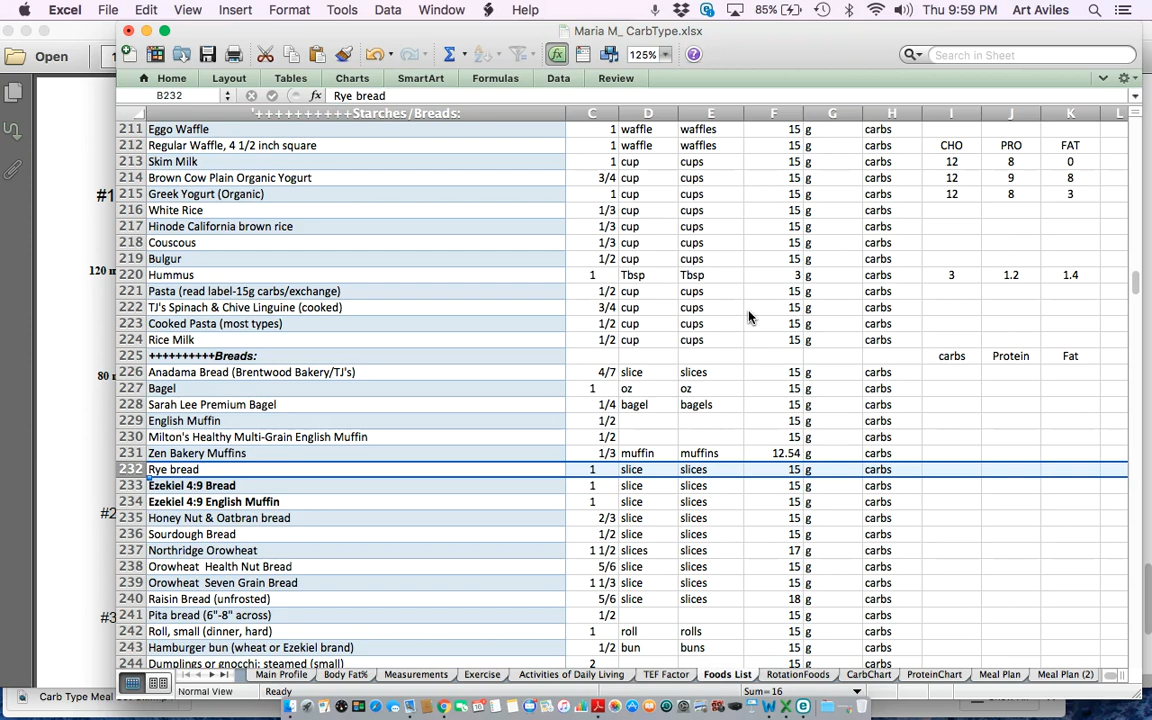 Excel File Edit View Insert Format Tools Data Window Help 85% Thu 9:59 PM Art Aviles
Maria M_ CarbType.xlsx
Open 125% Search in Sheet
Home Layout Tables Charts SmartArt Formulas Data Review
B232 fx Rye bread
'++++++++++Starches/Breads: C D E F G H I J K L
211 Eggo Waffle 1 waffle waffles 15 g carbs
212 Regular Waffle, 4 1/2 inch square 1 waffle waffles 15 g carbs CHO PRO FAT
213 Skim Milk 1 cup cups 15 g carbs 12 8 0
214 Brown Cow Plain Organic Yogurt 3/4 cup cups 15 g carbs 12 9 8
215 Greek Yogurt (Organic) 1 cup cups 15 g carbs 12 8 3
216 White Rice 1/3 cup cups 15 g carbs
217 Hinode California brown rice 1/3 cup cups 15 g carbs
218 Couscous 1/3 cup cups 15 g carbs
219 Bulgur 1/2 cup cups 15 g carbs
220 Hummus 1 Tbsp Tbsp 3 g carbs 3 1.2 1.4
221 Pasta (read label-15g carbs/exchange) 1/2 cup cups 15 g carbs
222 TJ's Spinach & Chive Linguine (cooked) 3/4 cup cups 15 g carbs
223 Cooked Pasta (most types) 1/2 cup cups 15 g carbs
224 Rice Milk 1/2 cup cups 15 g carbs
225 ++++++++++Breads: carbs Protein Fat
226 Anadama Bread (Brentwood Bakery/TJ's) 4/7 slice slices 15 g carbs
227 Bagel 1 oz oz 15 g carbs
228 Sarah Lee Premium Bagel 1/4 bagel bagels 15 g carbs
229 English Muffin 1/2 15 g carbs
230 Milton's Healthy Multi-Grain English Muffin 1/2 15 g carbs
231 Zen Bakery Muffins 1/3 muffin muffins 12.54 g carbs
232 Rye bread 1 slice slices 15 g carbs
233 Ezekiel 4:9 Bread 1 slice slices 15 g carbs
234 Ezekiel 4:9 English Muffin 1 slice slices 15 g carbs
235 Honey Nut & Oatbran bread 2/3 slice slices 15 g carbs
236 Sourdough Bread 1/2 slice slices 15 g carbs
237 Northridge Orowheat 1 1/2 slices slices 17 g carbs
238 Orowheat Health Nut Bread 5/6 slice slices 15 g carbs
239 Orowheat Seven Grain Bread 1 1/3 slice slices 15 g carbs
240 Raisin Bread (unfrosted) 5/6 slice slices 18 g carbs
241 Pita bread (6"-8" across) 1/2 15 g carbs
242 Roll, small (dinner, hard) 1 roll rolls 15 g carbs
243 Hamburger bun (wheat or Ezekiel brand) 1/2 bun buns 15 g carbs
244 Dumplings or gnocchi: steamed (small) 2 15 g carbs
#1
120 m
80 m
#2
#3
Main Profile Body Fat% Measurements Exercise Activities of Daily Living TEF Factor Foods List RotationFoods CarbChart ProteinChart Meal Plan Meal Plan (2)
Normal View Ready Sum=16